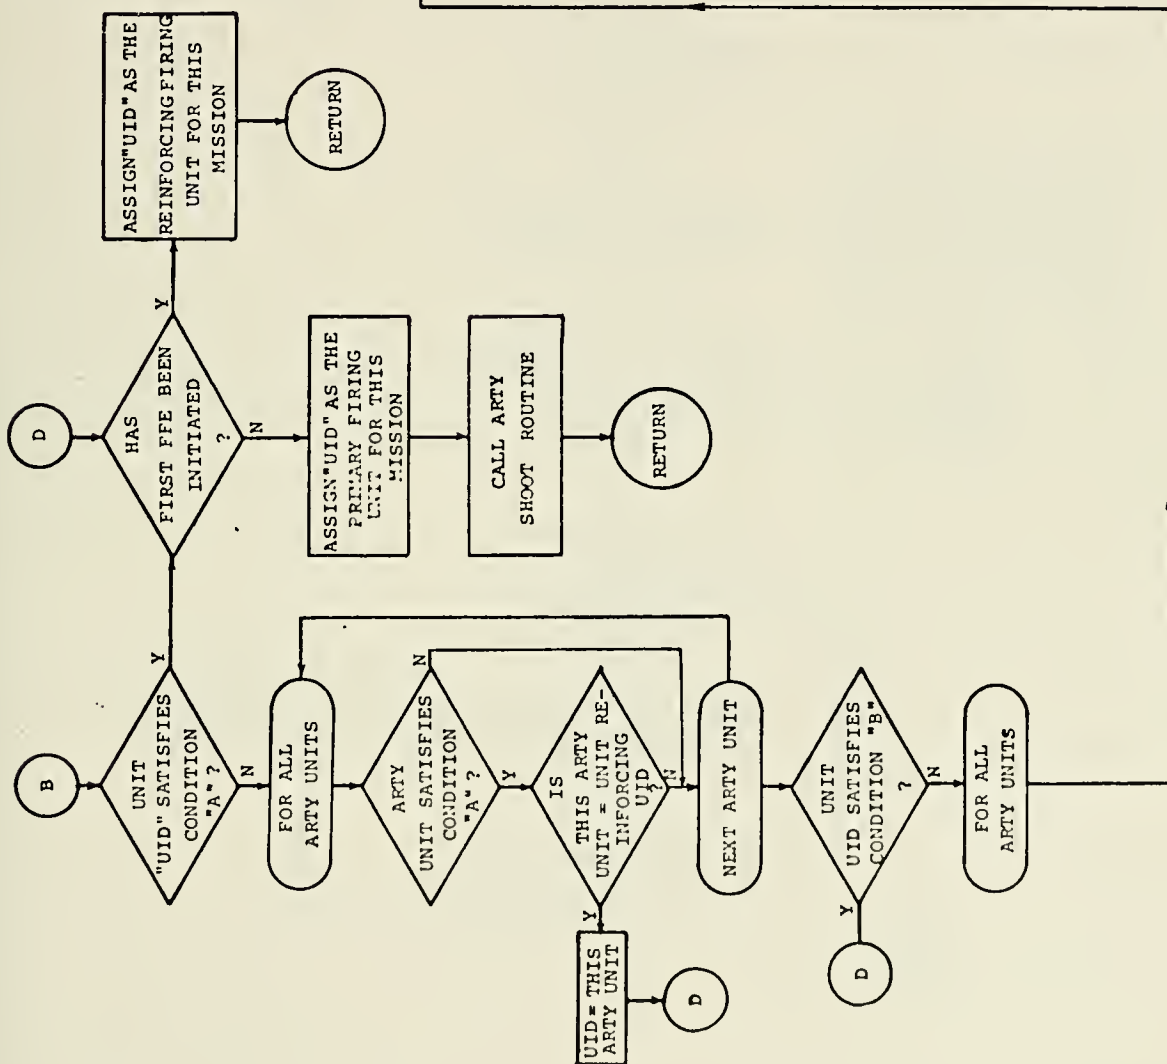 B
UNIT
"UID" SATISFIES
CONDITION
"A"?
Y
N
FOR ALL
ARTY UNITS
ARTY
UNIT SATISFIES
CONDITION
"A"?
N
Y
IS
THIS ARTY
UNIT = UNIT RE-
INFORCING
UID
?
N
Y
UID= THIS
ARTY UNIT
D
NEXT ARTY UNIT
UNIT
UID SATISFIES
CONDITION "B"
?
Y
N
D
FOR ALL
ARTY UNITS
D
HAS
FIRST FFE BEEN
INITIATED
?
Y
N
ASSIGN"UID" AS THE
PRIMARY FIRING
UNIT FOR THIS
MISSION
CALL ARTY
SHOOT ROUTINE
RETURN
ASSIGN"UID" AS THE
REINFORCING FIRING
UNIT FOR THIS
MISSION
RETURN